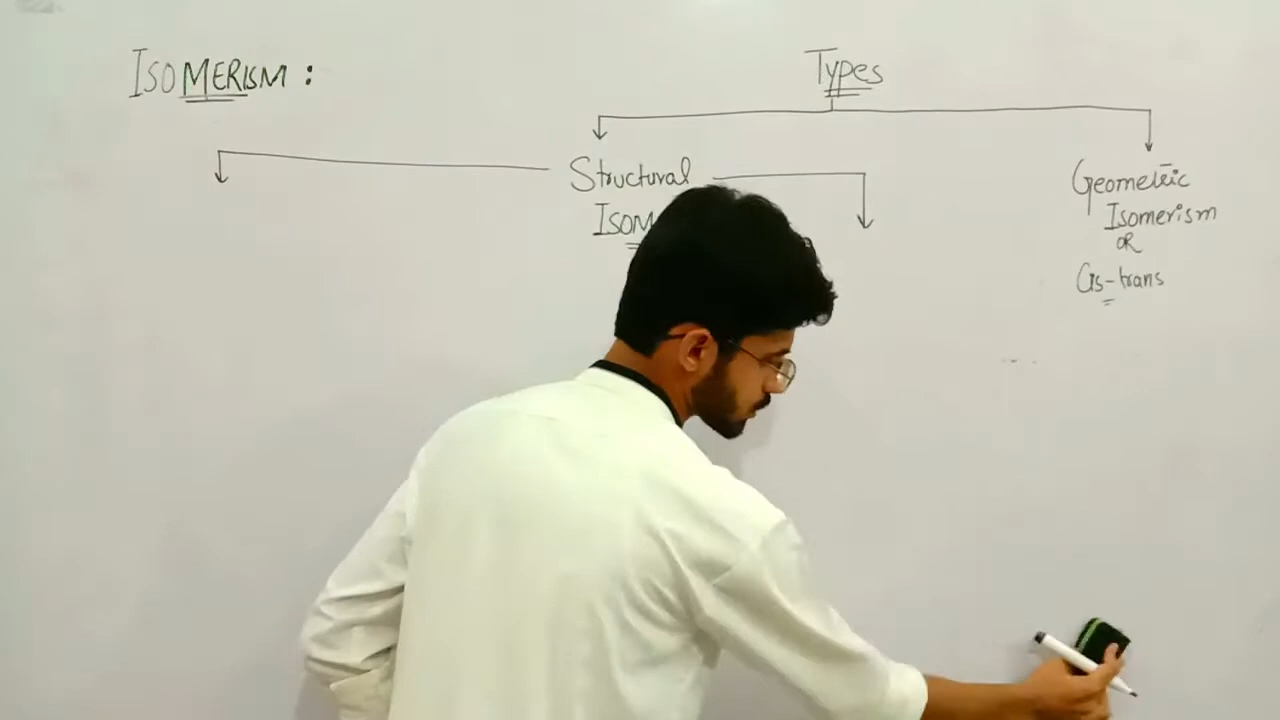 ISOMERISM :
Types
Structural
ISOM
Geometric
Isomerism
OR
Cis-trans